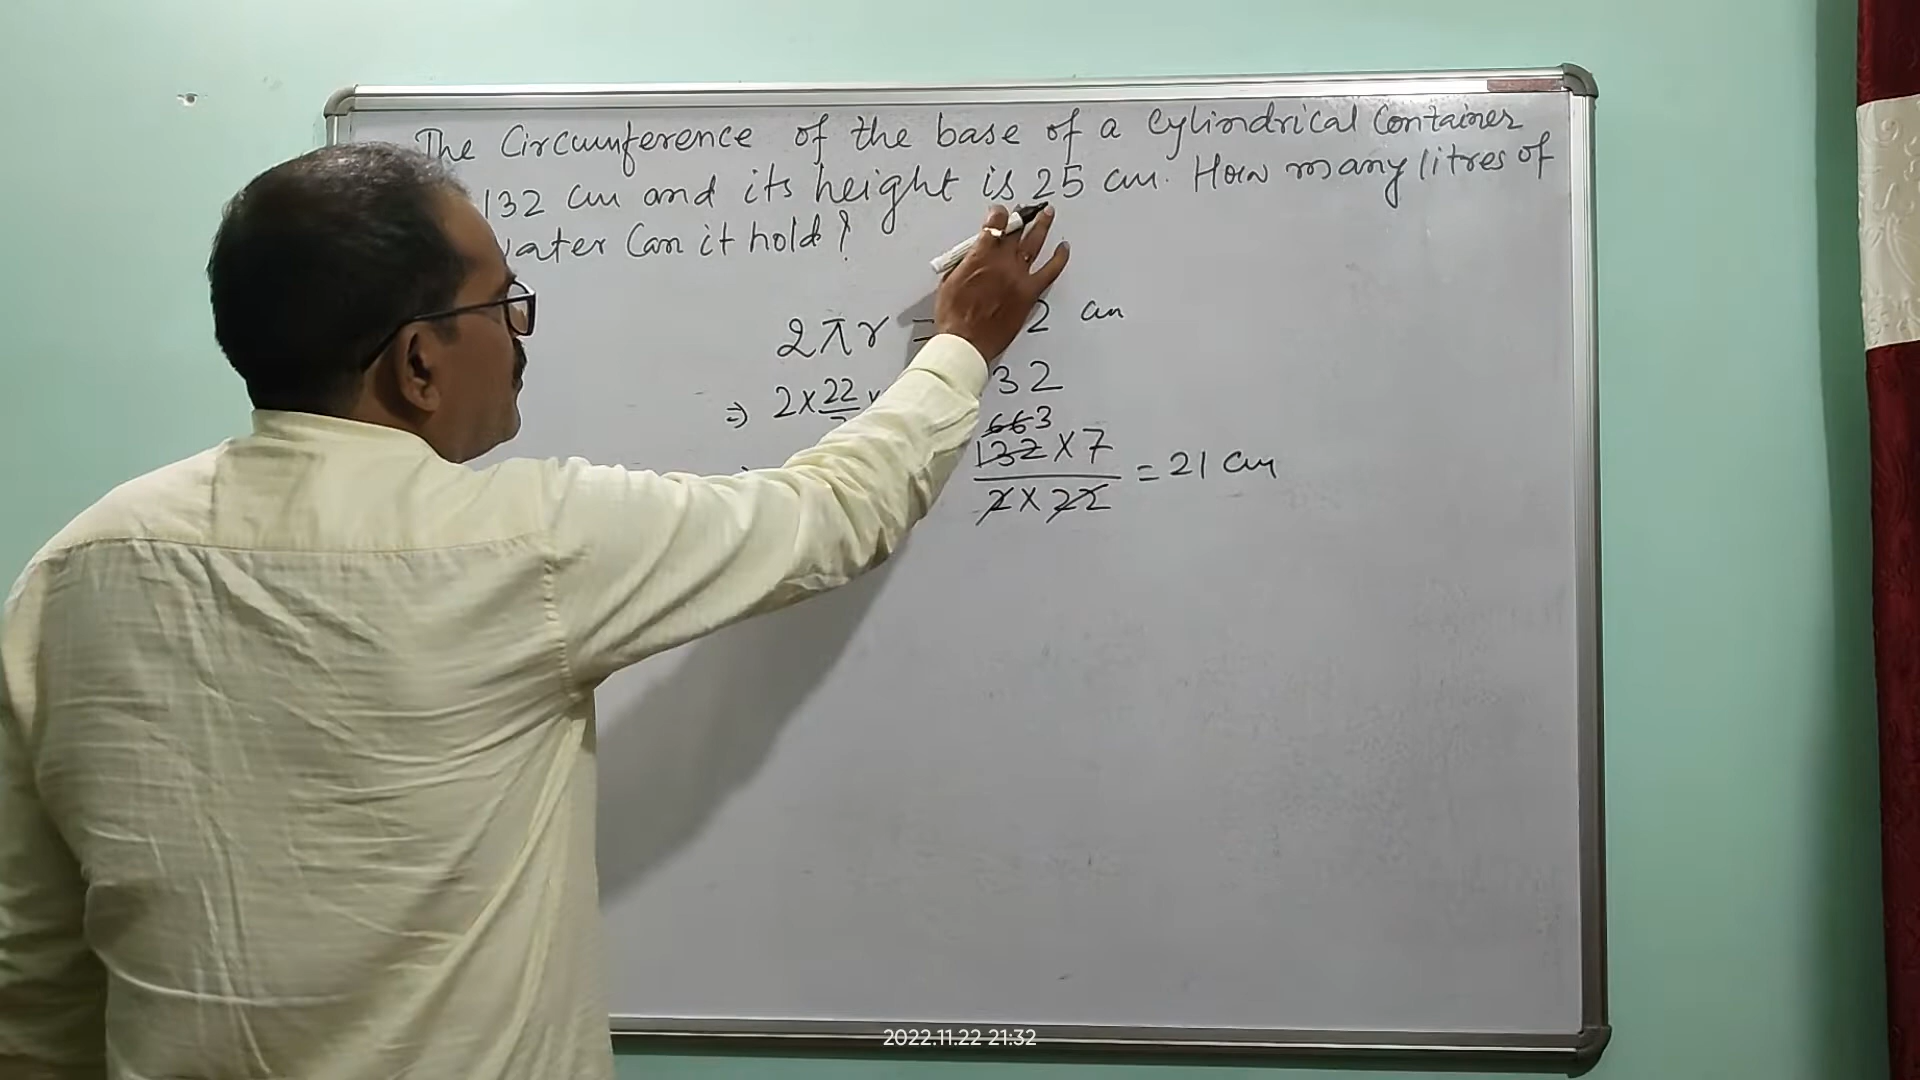 The Circumference of the base of a Cylindrical Container
132 cm and its height is 25 cm. How many litres of
water Can it hold?
2πr = 2 cm
⇒ 2×22 32
663
132×7
2×22 = 21 cm
2022.11.22 21:32